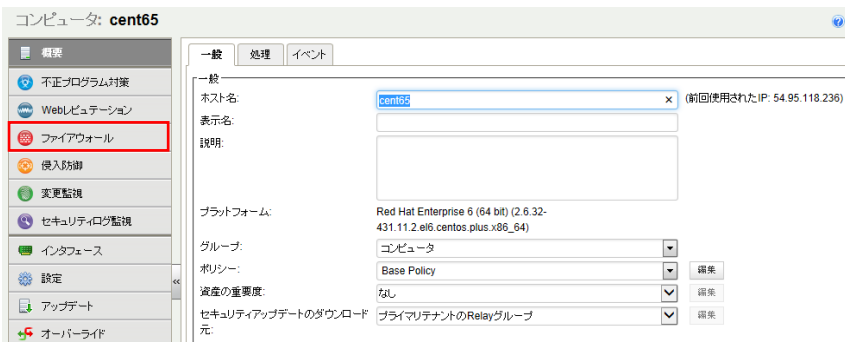 コンピュータ: cent65
概要
不正プログラム対策
Webレピュテーション
ファイアウォール
侵入防御
変更監視
セキュリティログ監視
インタフェース
設定
アップデート
オーバーライド
一般 処理 イベント
一般
ホスト名: cent65 × (前回使用されたIP: 54.95.118.236)
表示名:
説明:
プラットフォーム: Red Hat Enterprise 6 (64 bit) (2.6.32-
431.11.2.el6.centos.plus.x86_64)
グループ: コンピュータ
ポリシー: Base Policy 編集
資産の重要度: なし 編集
セキュリティアップデートのダウンロード プライマリテナントのRelayグループ 編集
元: